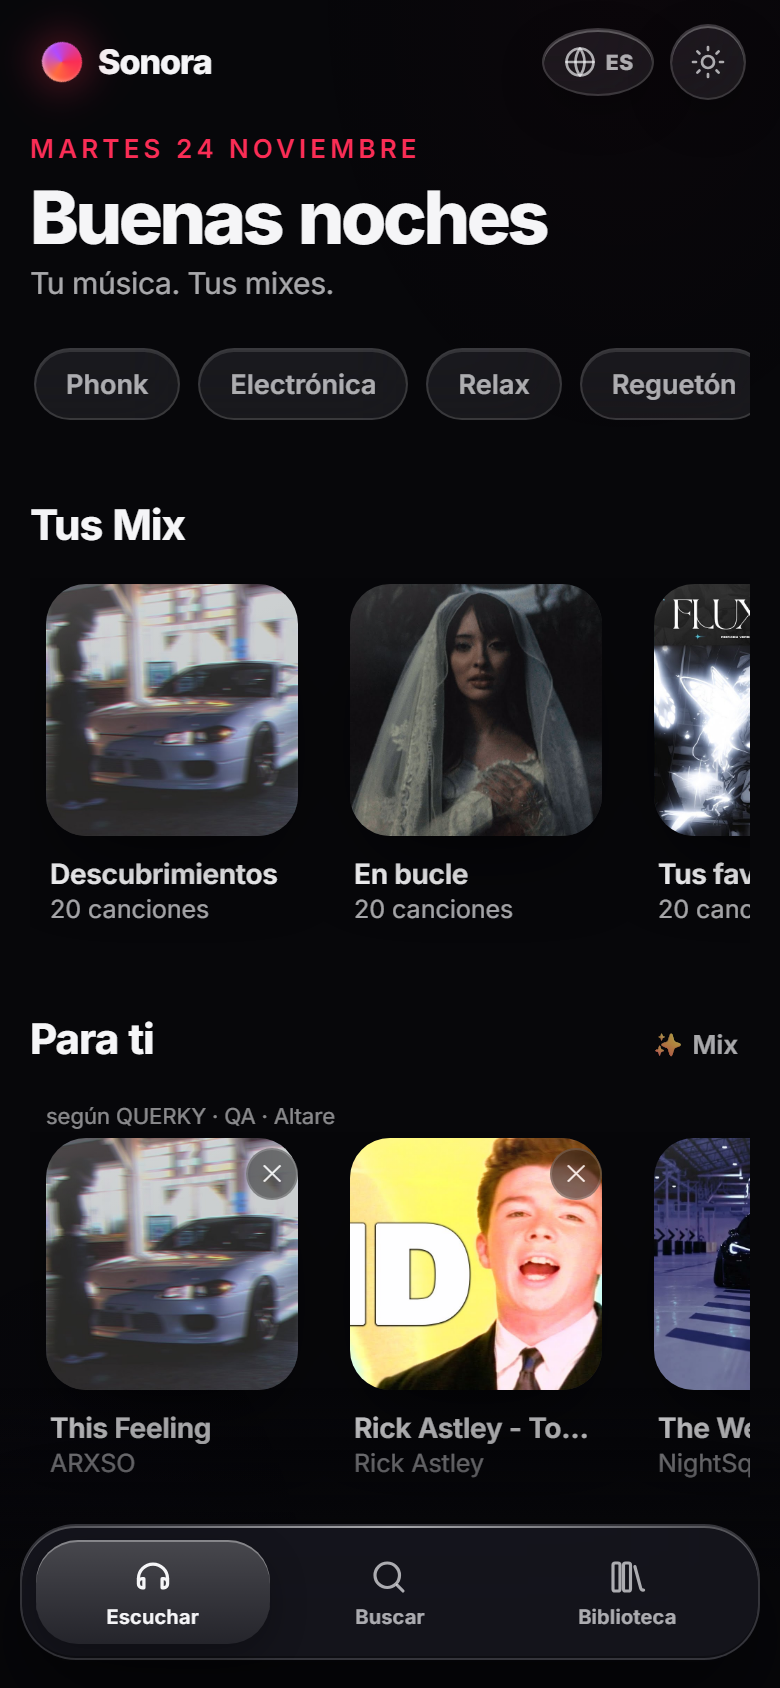 Sonora
ES
MARTES 24 NOVIEMBRE
Buenas noches
Tu música. Tus mixes.
Phonk
Electrónica
Relax
Reguetón
Tus Mix
FLUX
Descubrimientos
20 canciones
En bucle
20 canciones
Tus fav
20 canc
Para ti
Mix
según QUERKY · QA · Altare
ID
This Feeling
ARXSO
Rick Astley - To...
Rick Astley
The We
NightSq
Escuchar
Buscar
Biblioteca